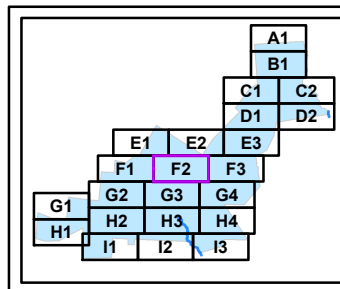 A1
B1
C1 C2
D1 D2
E1 E2 E3
F1 F2 F3
G1 G2 G3 G4
H1 H2 H3 H4
I1 I2 I3